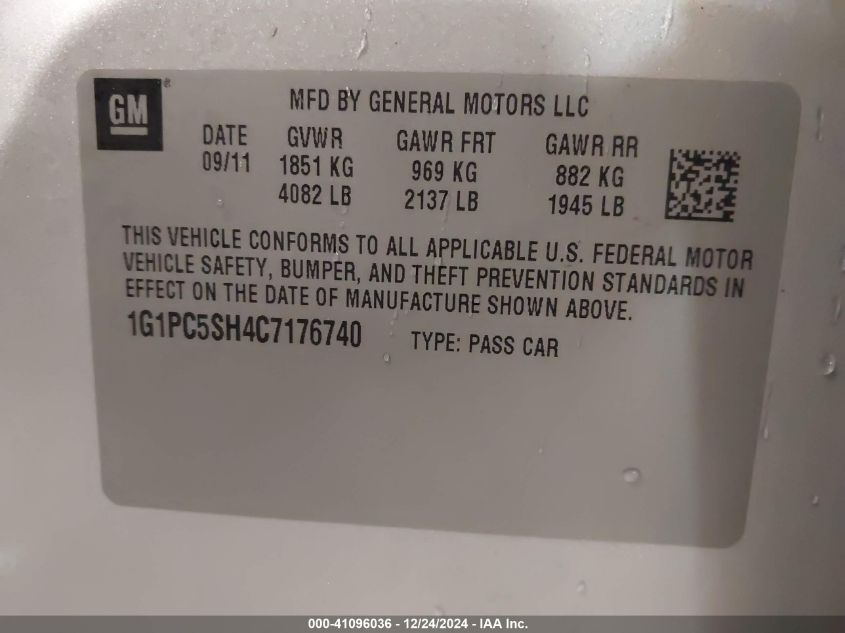 GM®
MFD BY GENERAL MOTORS LLC
DATE GVWR GAWR FRT GAWR RR
09/11 1851 KG 969 KG 882 KG
4082 LB 2137 LB 1945 LB
THIS VEHICLE CONFORMS TO ALL APPLICABLE U.S. FEDERAL MOTOR
VEHICLE SAFETY, BUMPER, AND THEFT PREVENTION STANDARDS IN
EFFECT ON THE DATE OF MANUFACTURE SHOWN ABOVE.
1G1PC5SH4C7176740 TYPE: PASS CAR
000-41096036 - 12/24/2024 - IAA Inc.